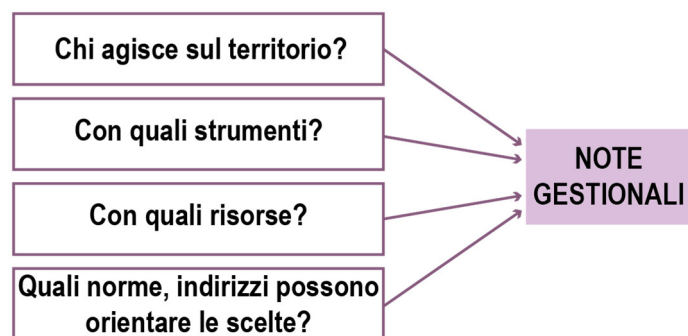 Chi agisce sul territorio?
Con quali strumenti?
Con quali risorse?
Quali norme, indirizzi possono
orientare le scelte?
NOTE
GESTIONALI